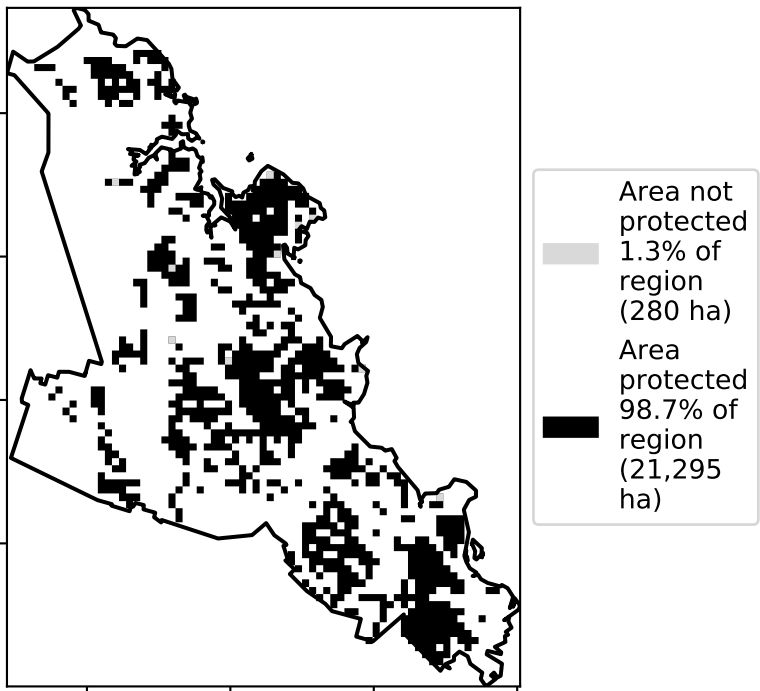 Area not
protected
1.3% of
region
(280 ha)
Area
protected
98.7% of
region
(21,295
ha)